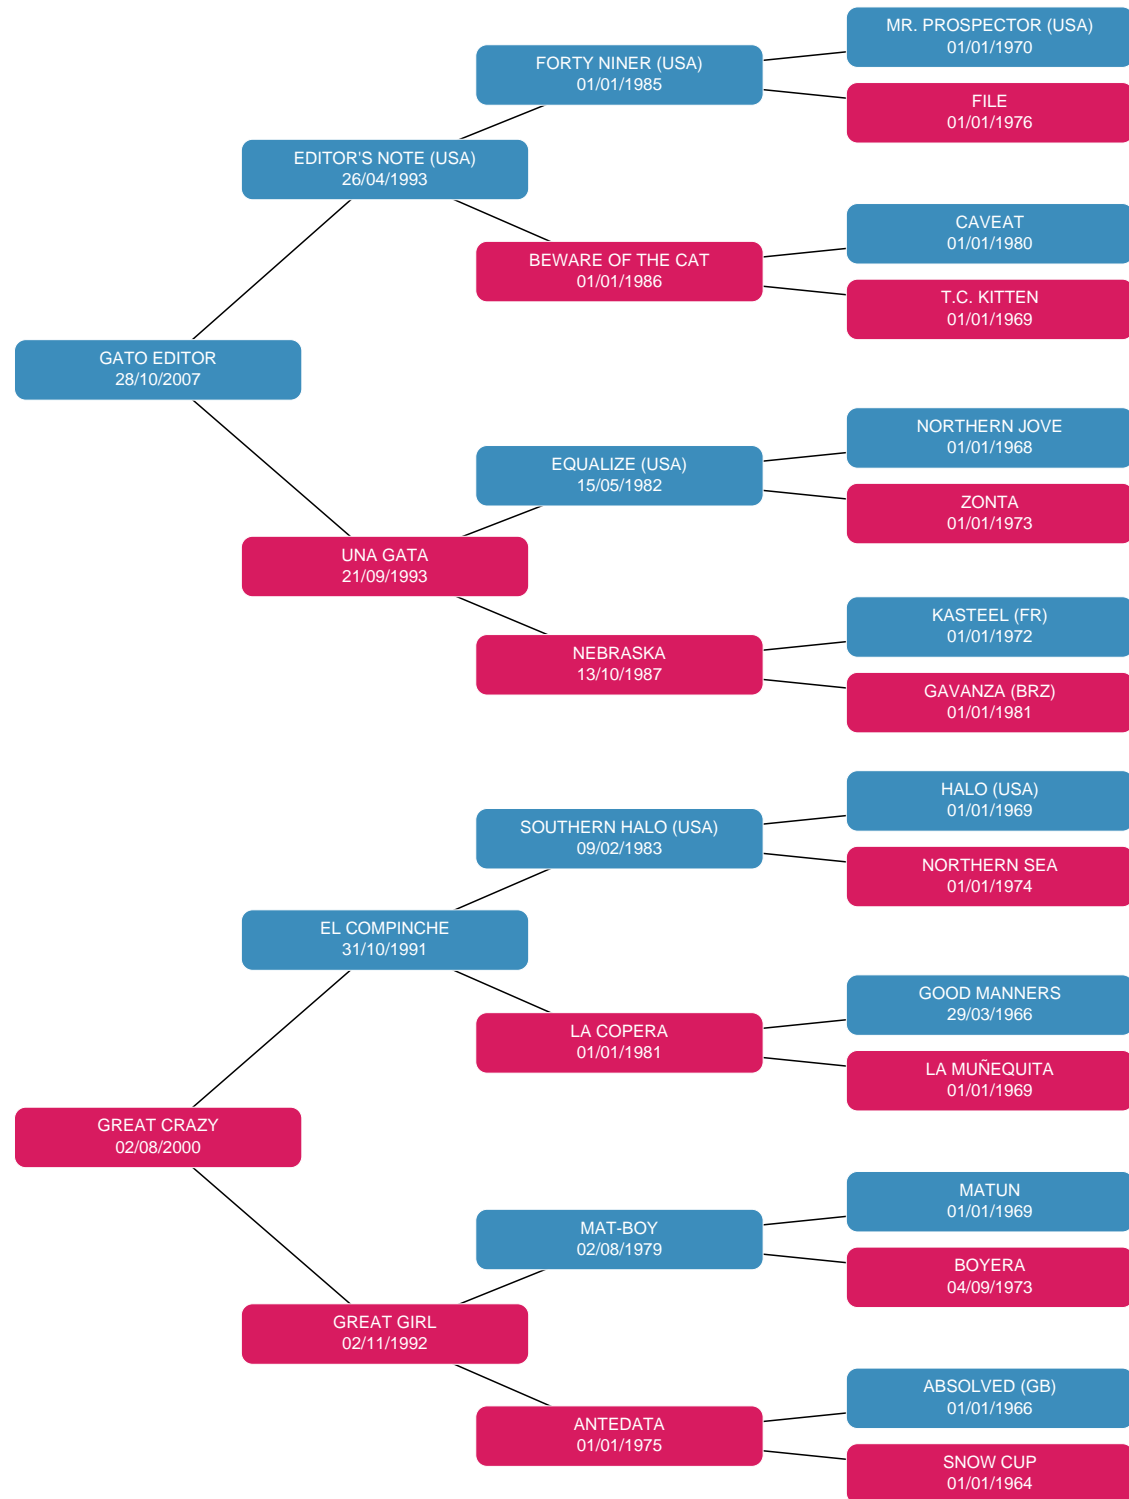 MR. PROSPECTOR (USA)
01/01/1970
FORTY NINER (USA)
01/01/1985
FILE
01/01/1976
EDITOR'S NOTE (USA)
26/04/1993
CAVEAT
01/01/1980
BEWARE OF THE CAT
01/01/1986
T.C. KITTEN
01/01/1969
GATO EDITOR
28/10/2007
NORTHERN JOVE
01/01/1968
EQUALIZE (USA)
15/05/1982
ZONTA
01/01/1973
UNA GATA
21/09/1993
KASTEEL (FR)
01/01/1972
NEBRASKA
13/10/1987
GAVANZA (BRZ)
01/01/1981
HALO (USA)
01/01/1969
SOUTHERN HALO (USA)
09/02/1983
NORTHERN SEA
01/01/1974
EL COMPINCHE
31/10/1991
GOOD MANNERS
29/03/1966
LA COPERA
01/01/1981
LA MUÑEQUITA
01/01/1969
GREAT CRAZY
02/08/2000
MATUN
01/01/1969
MAT-BOY
02/08/1979
BOYERA
04/09/1973
GREAT GIRL
02/11/1992
ABSOLVED (GB)
01/01/1966
ANTEDATA
01/01/1975
SNOW CUP
01/01/1964